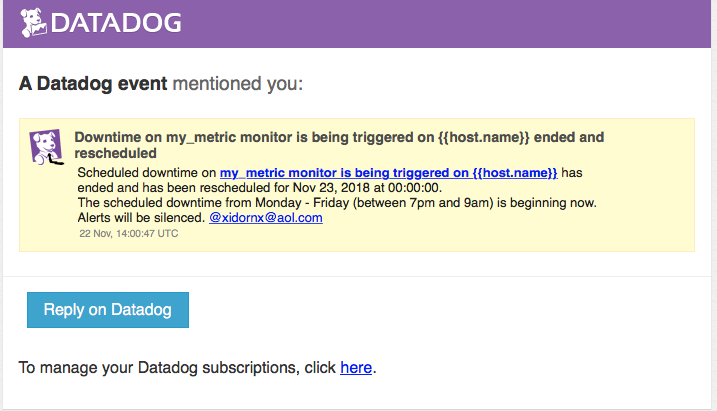 DATADOG
A Datadog event mentioned you:
Downtime on my_metric monitor is being triggered on {{host.name}} ended and
rescheduled
Scheduled downtime on my_metric monitor is being triggered on {{host.name}} has
ended and has been rescheduled for Nov 23, 2018 at 00:00:00.
The scheduled downtime from Monday - Friday (between 7pm and 9am) is beginning now.
Alerts will be silenced. @xidornx@aol.com
22 Nov, 14:00:47 UTC
Reply on Datadog
To manage your Datadog subscriptions, click here.